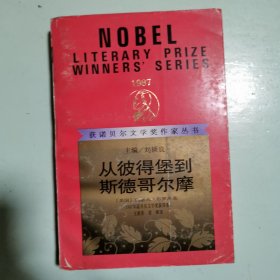 NOBEL
LITERARY PRIZE
WINNERS' SERIES
1987
获诺贝尔文学奖作家丛书
主编／刘硕良
从彼得堡到
斯德哥尔摩